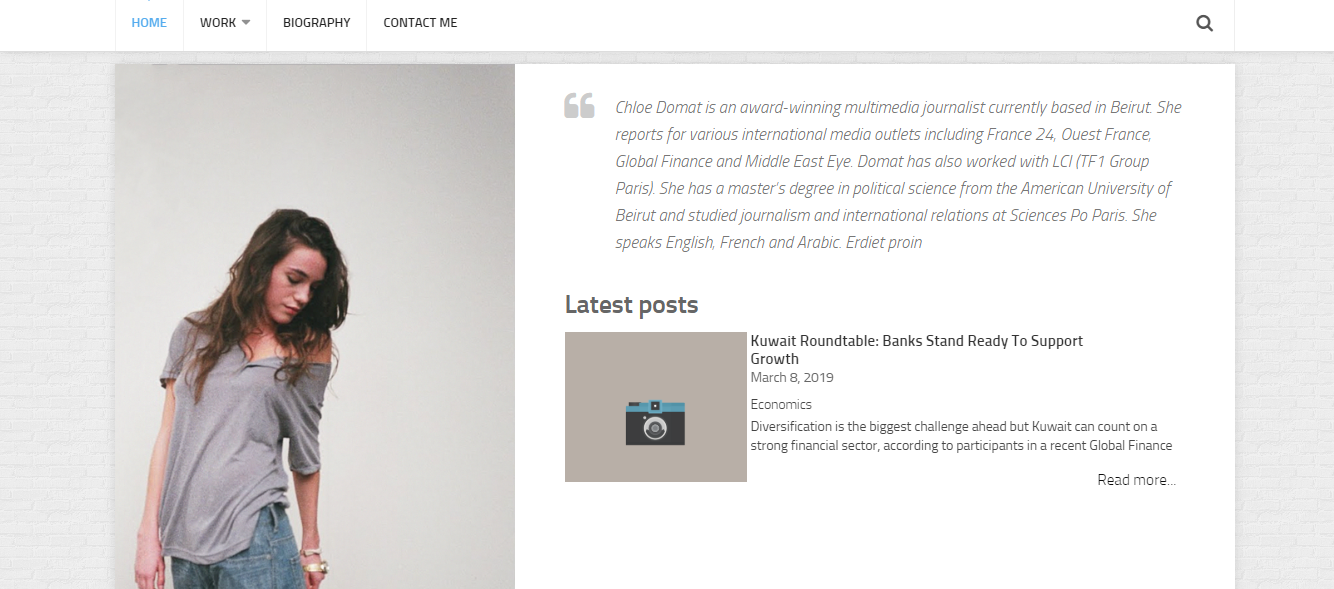 HOME WORK BIOGRAPHY CONTACT ME
Chloe Domat is an award-winning multimedia journalist currently based in Beirut. She
reports for various international media outlets including France 24, Ouest France,
Global Finance and Middle East Eye. Domat has also worked with LCI (TF1 Group
Paris). She has a master's degree in political science from the American University of
Beirut and studied journalism and international relations at Sciences Po Paris. She
speaks English, French and Arabic. Erdiet proin
Latest posts
Kuwait Roundtable: Banks Stand Ready To Support
Growth
March 8, 2019
Economics
Diversification is the biggest challenge ahead but Kuwait can count on a
strong financial sector, according to participants in a recent Global Finance
Read more...